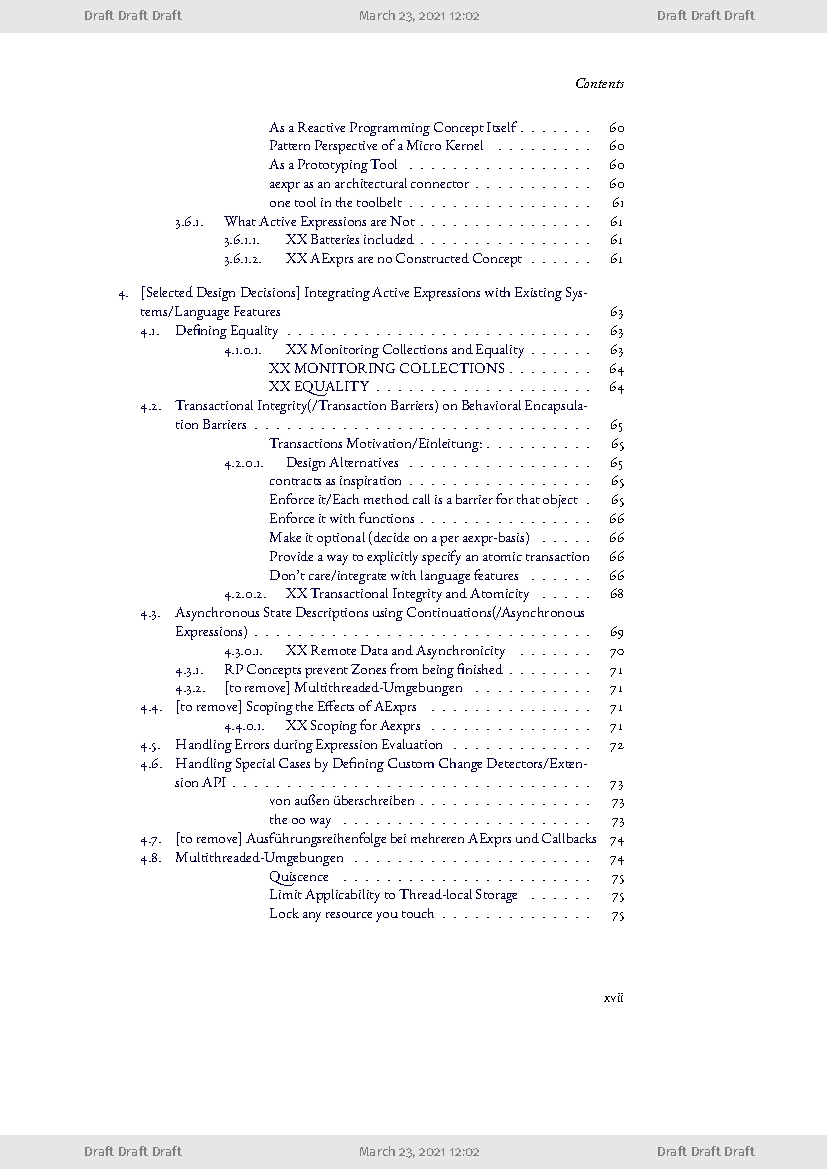 Draft Draft Draft March 23, 2021 12:02 Draft Draft Draft
Contents
As a Reactive Programming Concept Itself . . . . . . . 60
Pattern Perspective of a Micro Kernel . . . . . . . . . 60
As a Prototyping Tool . . . . . . . . . . . . . . . . . 60
aexpr as an architectural connector . . . . . . . . . . . 60
one tool in the toolbelt . . . . . . . . . . . . . . . . . 61
3.6.1. What Active Expressions are Not . . . . . . . . . . . . . . . . 61
3.6.1.1. XX Batteries included . . . . . . . . . . . . . . . . 61
3.6.1.2. XX AExprs are no Constructed Concept . . . . . . 61
4. [Selected Design Decisions] Integrating Active Expressions with Existing Sys-
tems/Language Features 63
4.1. Defining Equality . . . . . . . . . . . . . . . . . . . . . . . . . . . . 63
4.1.0.1. XX Monitoring Collections and Equality . . . . . . 63
XX MONITORING COLLECTIONS . . . . . . . . 64
XX EQUALITY . . . . . . . . . . . . . . . . . . . . 64
4.2. Transactional Integrity(/Transaction Barriers) on Behavioral Encapsula-
tion Barriers . . . . . . . . . . . . . . . . . . . . . . . . . . . . . . . 65
Transactions Motivation/Einleitung: . . . . . . . . . . 65
4.2.0.1. Design Alternatives . . . . . . . . . . . . . . . . . 65
contracts as inspiration . . . . . . . . . . . . . . . . . 65
Enforce it/Each method call is a barrier for that object . 65
Enforce it with functions . . . . . . . . . . . . . . . . 66
Make it optional (decide on a per aexpr-basis) . . . . . 66
Provide a way to explicitly specify an atomic transaction 66
Don't care/integrate with language features . . . . . . 66
4.2.0.2. XX Transactional Integrity and Atomicity . . . . . 68
4.3. Asynchronous State Descriptions using Continuations(/Asynchronous
Expressions) . . . . . . . . . . . . . . . . . . . . . . . . . . . . . . . 69
4.3.0.1. XX Remote Data and Asynchronicity . . . . . . . 70
4.3.1. RP Concepts prevent Zones from being finished . . . . . . . . 71
4.3.2. [to remove] Multithreaded-Umgebungen . . . . . . . . . . . 71
4.4. [to remove] Scoping the Effects of AExprs . . . . . . . . . . . . . . . 71
4.4.0.1. XX Scoping for Aexprs . . . . . . . . . . . . . . . 71
4.5. Handling Errors during Expression Evaluation . . . . . . . . . . . . . 72
4.6. Handling Special Cases by Defining Custom Change Detectors/Exten-
sion API . . . . . . . . . . . . . . . . . . . . . . . . . . . . . . . . . 73
von außen überschreiben . . . . . . . . . . . . . . . . 73
the oo way . . . . . . . . . . . . . . . . . . . . . . . 73
4.7. [to remove] Ausführungsreihenfolge bei mehreren AExprs und Callbacks 74
4.8. Multithreaded-Umgebungen . . . . . . . . . . . . . . . . . . . . . . 74
Quiscence . . . . . . . . . . . . . . . . . . . . . . . 75
Limit Applicability to Thread-local Storage . . . . . . 75
Lock any resource you touch . . . . . . . . . . . . . . 75
xvii
Draft Draft Draft March 23, 2021 12:02 Draft Draft Draft